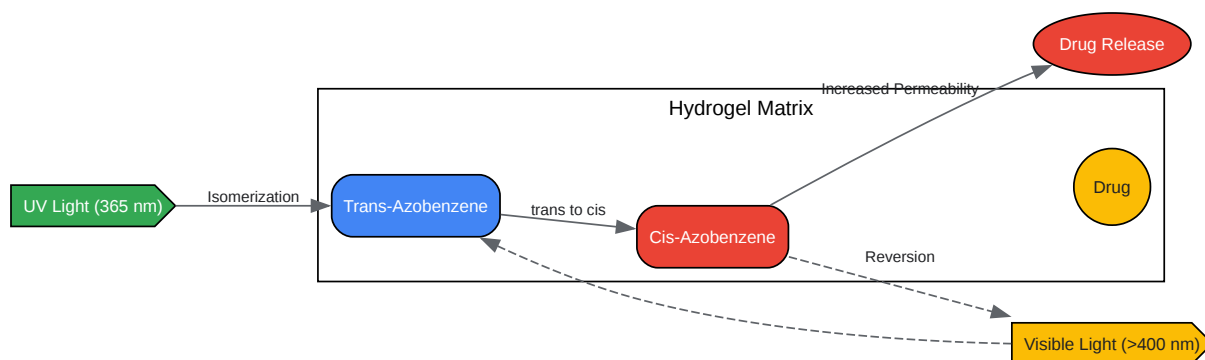 Drug Release
Increased Permeability
Hydrogel Matrix
UV Light (365 nm)
Isomerization
Trans-Azobenzene
trans to cis
Cis-Azobenzene
Drug
Reversion
Visible Light (>400 nm)